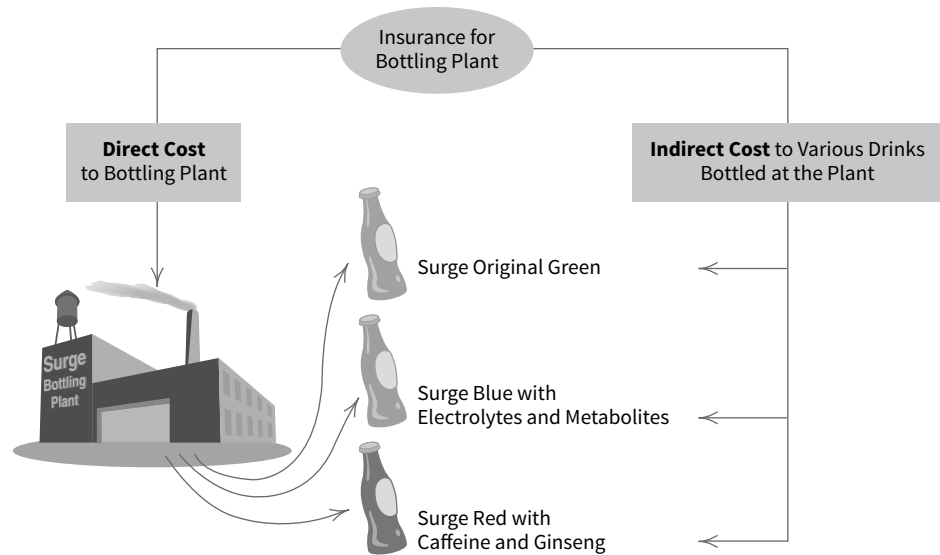 Insurance for
Bottling Plant
Direct Cost
to Bottling Plant
Indirect Cost to Various Drinks
Bottled at the Plant
Surge Original Green
Surge
Bottling
Plant
Surge Blue with
Electrolytes and Metabolites
Surge Red with
Caffeine and Ginseng